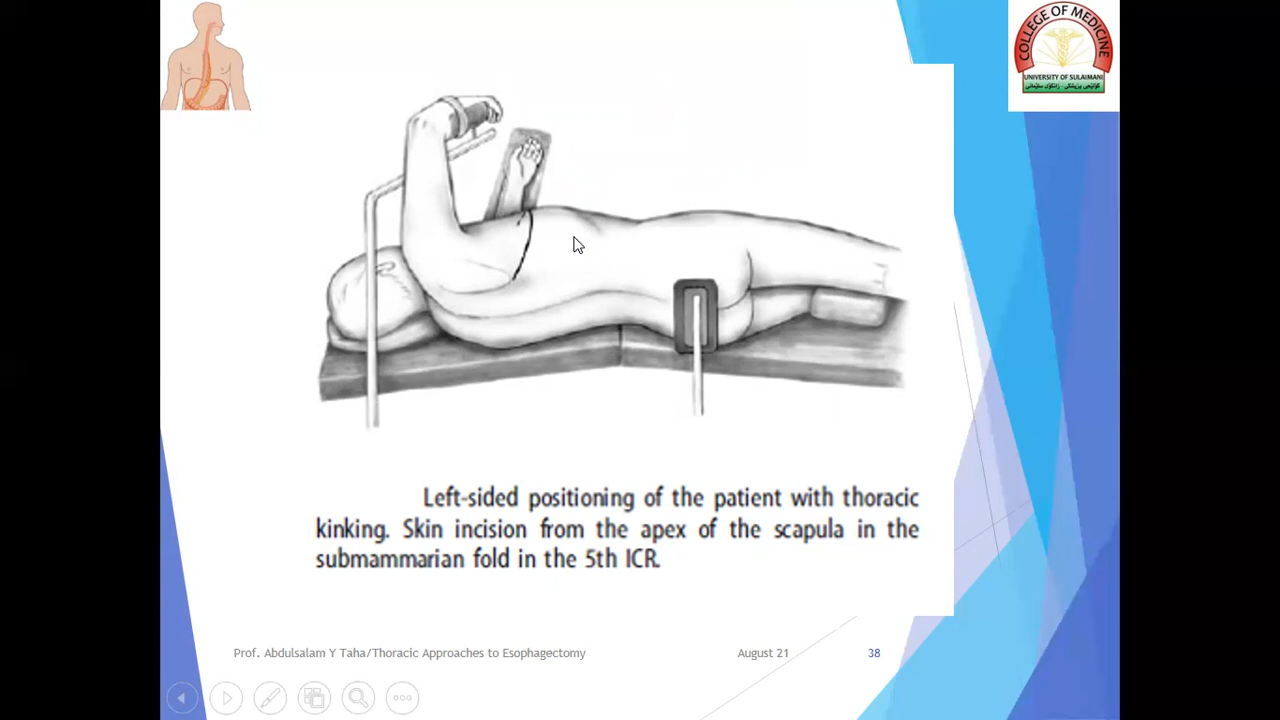 COLLEGE OF MEDICINE
UNIVERSITY OF SULAIMANI
Left-sided positioning of the patient with thoracic
kinking. Skin incision from the apex of the scapula in the
submammarian fold in the 5th ICR.
Prof. Abdulsalam Y Taha/Thoracic Approaches to Esophagectomy August 21 38